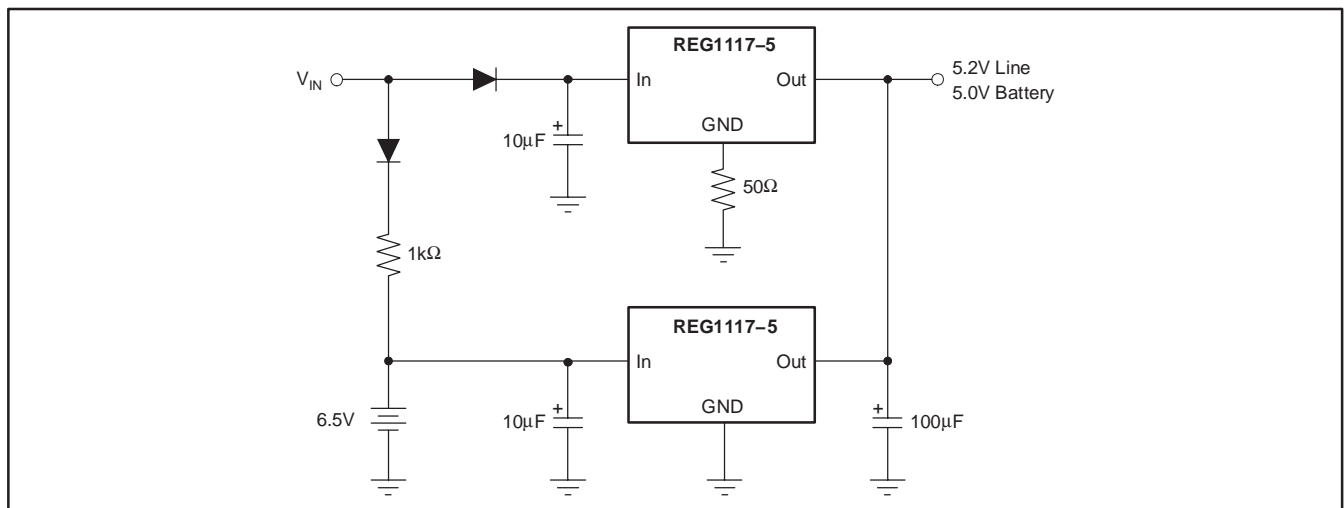 REG1117–5
V_IN
In
Out
5.2V Line
5.0V Battery
GND
+
10μF
50Ω
1kΩ
REG1117–5
In
Out
GND
6.5V
+
10μF
+
100μF